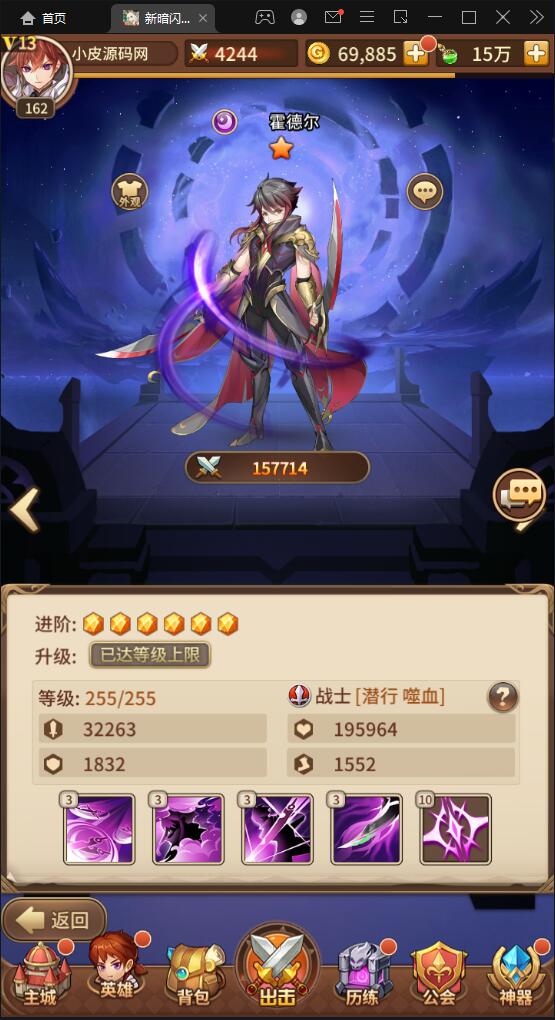 首页 新暗闪...
V13 小皮源码网 4244 69,885 15万
162
霍德尔
外观
157714
进阶:
升级: 已达等级上限
等级: 255/255 战士 [潜行 噬血] ?
32263 195964
1832 1552
3 3 3 3 10
返回
主城 英雄 背包 出击 历练 公会 神器